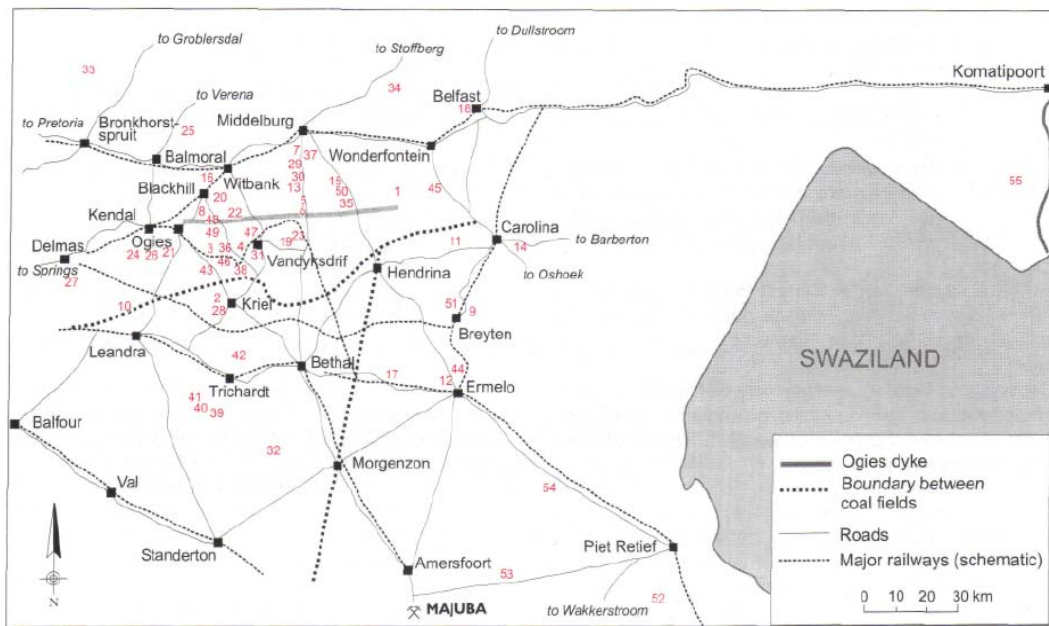 to Groblersdal
to Dullstroom
33
to Stoffberg
34
Komatipoort
to Verena
Belfast
18
to Pretoria
Bronkhorst-
spruit
25
Middelburg
Balmoral
7
37
29
Wonderfontein
55
Witbank
16
30
15
Blackhill
20
13
50
1
45
5
35
6
8
22
18
Kendal
49
47
23
Carolina
Delmas
Ogies
3
36
4
19
11
14
to Barberton
24
26
21
46
31
Vandyksdrif
to Springs
43
38
Hendrina
to Oshoek
27
2
Kriel
51
10
28
9
Breyten
Leandra
42
Bethal
SWAZILAND
44
Trichardt
17
12
Ermelo
41
40
39
Balfour
32
Morgenzon
Ogies dyke
Val
54
Boundary between
coal fields
Standerton
Roads
Piet Retief
Major railways (schematic)
Amersfoort
53
N
MAJUBA
to Wakkerstroom
52
0 10 20 30 km